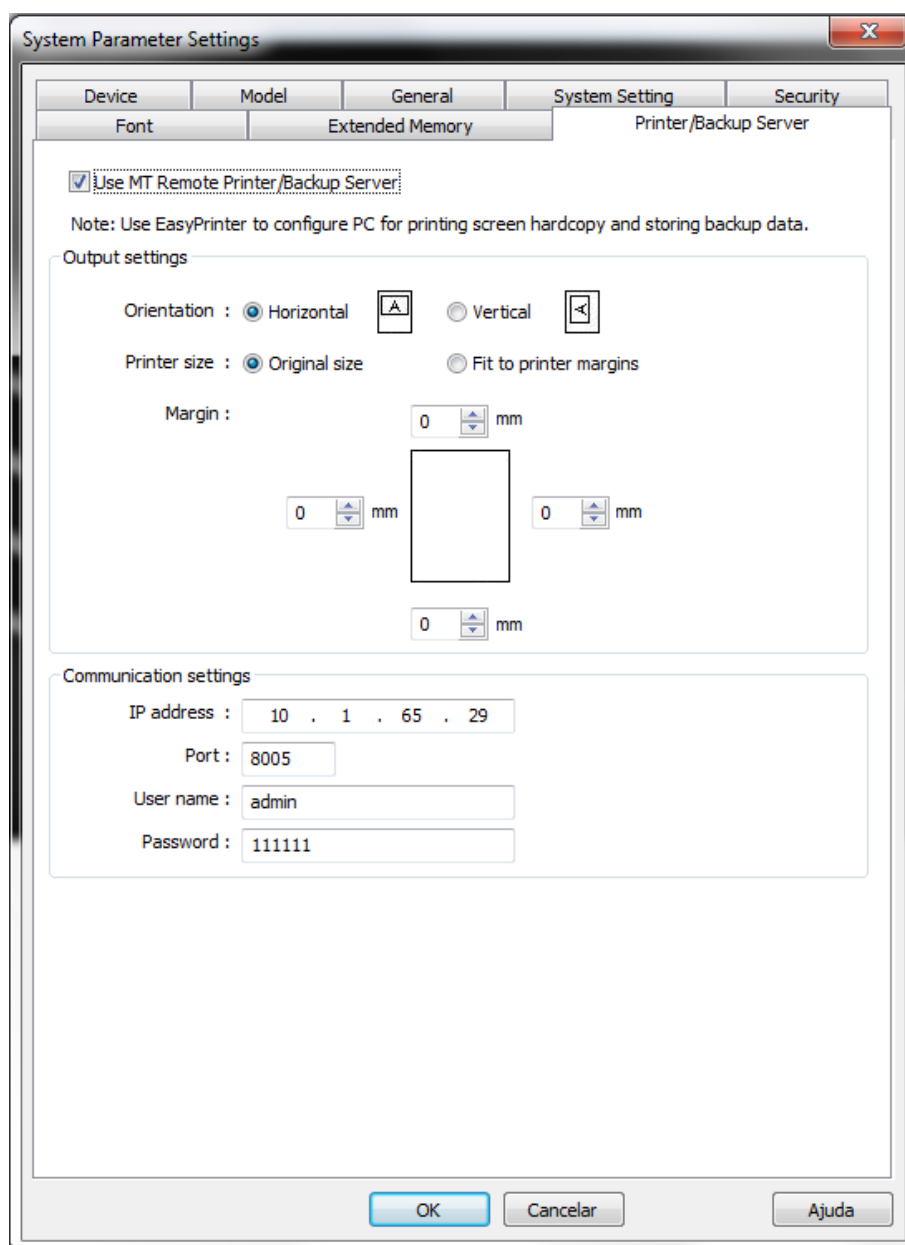 System Parameter Settings
Device Model General System Setting Security
Font Extended Memory Printer/Backup Server
Use MT Remote Printer/Backup Server
Note: Use EasyPrinter to configure PC for printing screen hardcopy and storing backup data.
Output settings
Orientation : Horizontal A Vertical A
Printer size : Original size Fit to printer margins
Margin : 0 mm
0 mm 0 mm
0 mm
Communication settings
IP address : 10 . 1 . 65 . 29
Port : 8005
User name : admin
Password : 111111
OK Cancelar Ajuda